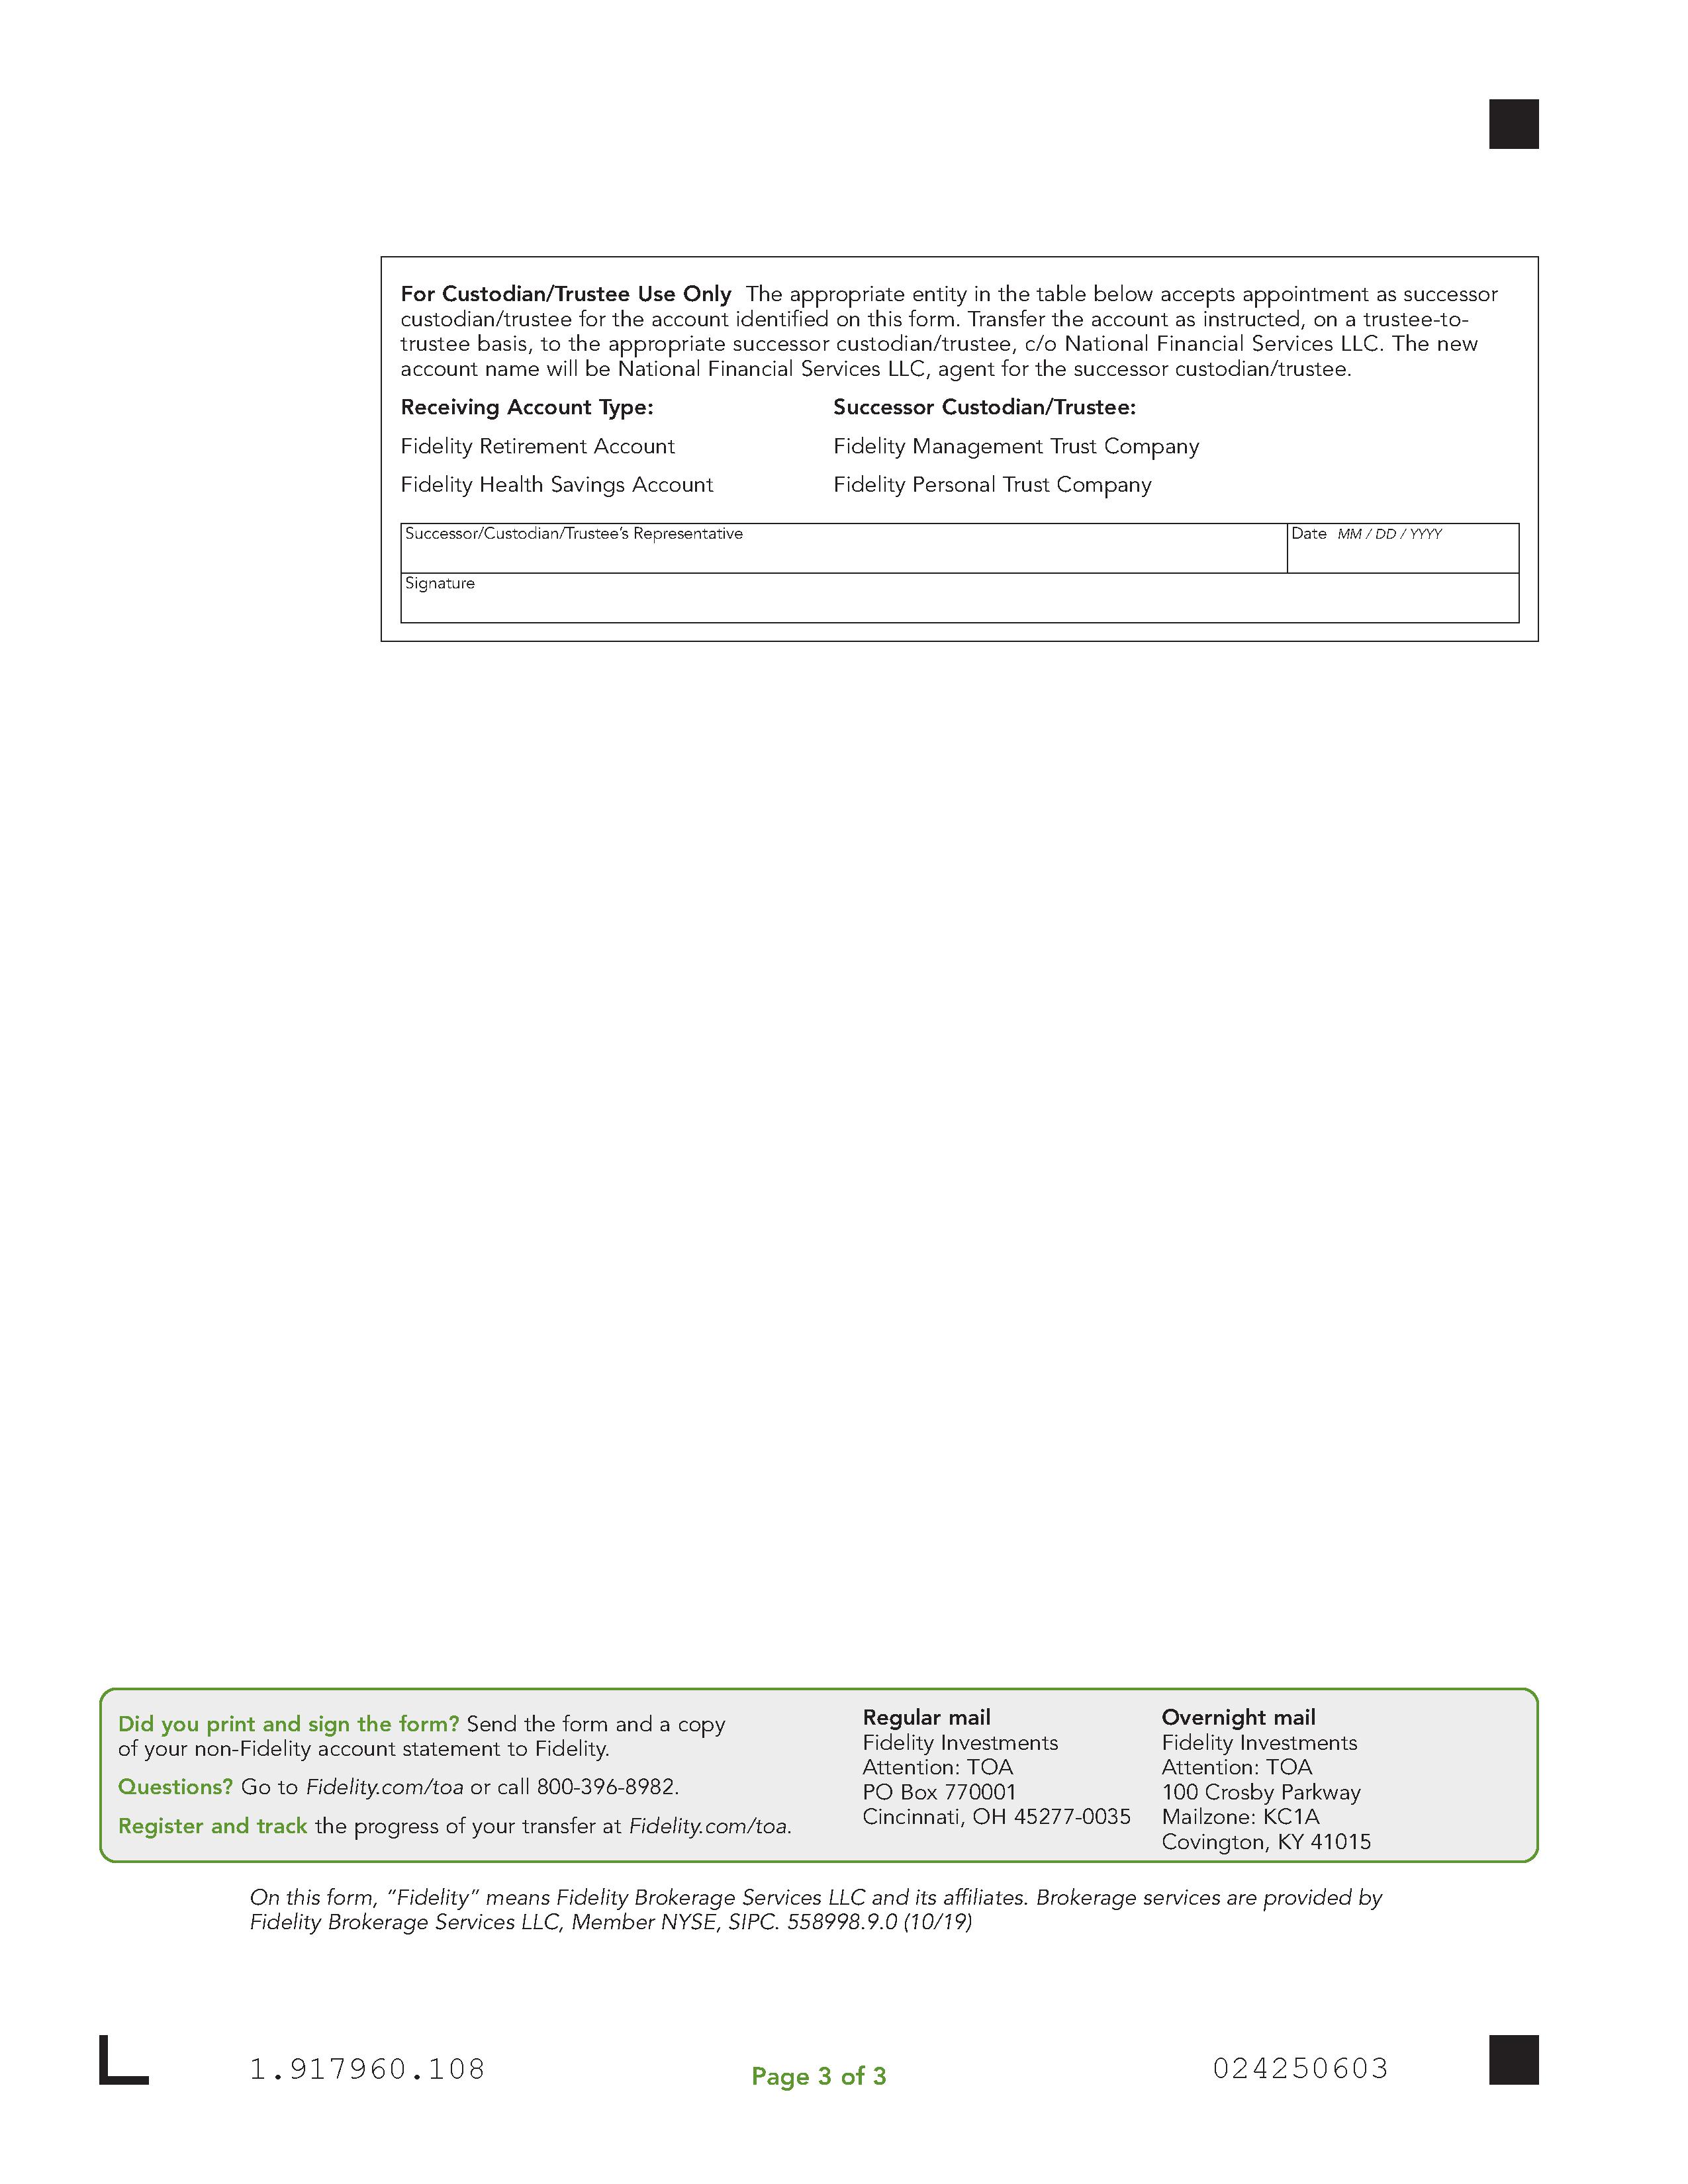 For Custodian/Trustee Use Only The appropriate entity in the table below accepts appointment as successor
custodian/trustee for the account identified on this form. Transfer the account as instructed, on a trustee-to-
trustee basis, to the appropriate successor custodian/trustee, c/o National Financial Services LLC. The new
account name will be National Financial Services LLC, agent for the successor custodian/trustee.
Receiving Account Type: Successor Custodian/Trustee:
Fidelity Retirement Account Fidelity Management Trust Company
Fidelity Health Savings Account Fidelity Personal Trust Company
Successor/Custodian/Trustee's Representative Date MM / DD / YYYY
Signature
Did you print and sign the form? Send the form and a copy
of your non-Fidelity account statement to Fidelity.
Questions? Go to Fidelity.com/toa or call 800-396-8982.
Register and track the progress of your transfer at Fidelity.com/toa.
Regular mail
Fidelity Investments
Attention: TOA
PO Box 770001
Cincinnati, OH 45277-0035
Overnight mail
Fidelity Investments
Attention: TOA
100 Crosby Parkway
Mailzone: KC1A
Covington, KY 41015
On this form, “Fidelity” means Fidelity Brokerage Services LLC and its affiliates. Brokerage services are provided by
Fidelity Brokerage Services LLC, Member NYSE, SIPC. 558998.9.0 (10/19)
1.917960.108 Page 3 of 3 024250603